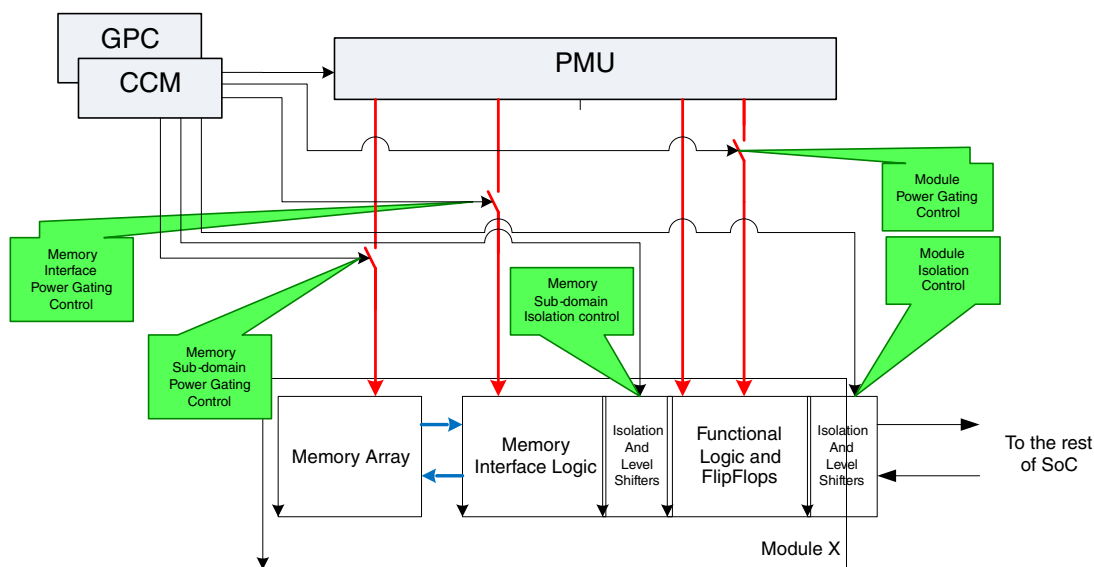 GPC
CCM
PMU
Module
Power Gating
Control
Memory
Interface
Power Gating
Control
Module
Isolation
Control
Memory
Sub-domain
Isolation control
Memory
Sub-domain
Power Gating
Control
Memory Array
Memory
Interface Logic
Isolation
And
Level
Shifters
Functional
Logic and
FlipFlops
Isolation
And
Level
Shifters
To the rest
of SoC
Module X